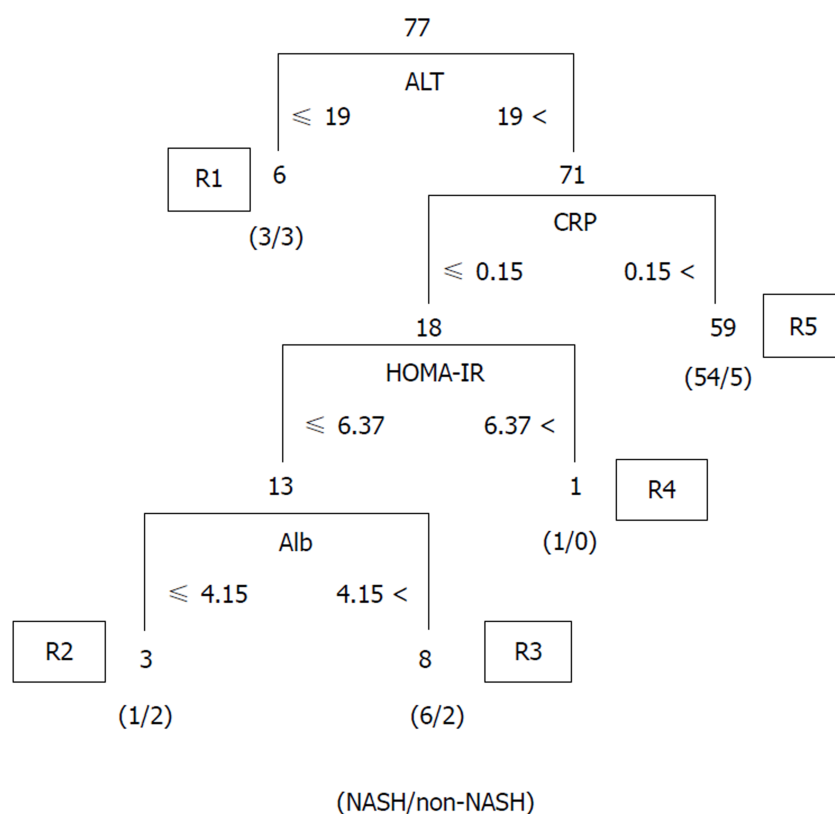 77
ALT
≤ 19 19 <
R1 6 71
(3/3) CRP
≤ 0.15 0.15 <
18 59 R5
HOMA-IR (54/5)
≤ 6.37 6.37 <
13 1 R4
Alb (1/0)
≤ 4.15 4.15 <
R2 3 8 R3
(1/2) (6/2)
(NASH/non-NASH)